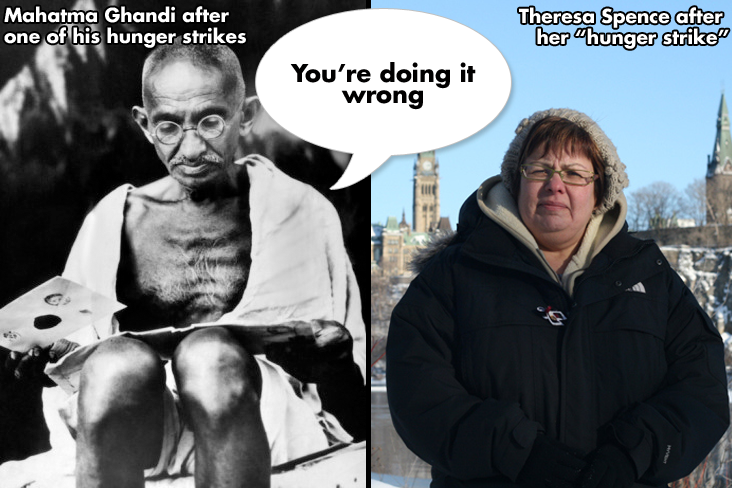 Mahatma Ghandi after
one of his hunger strikes
You're doing it
wrong
Theresa Spence after
her "hunger strike"